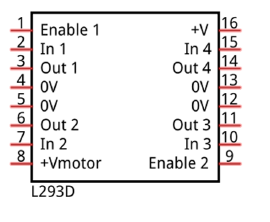 1 Enable 1 +V 16
2 In 1 In 4 15
3 Out 1 Out 4 14
4 0V 0V 13
5 0V 0V 12
6 Out 2 Out 3 11
7 In 2 In 3 10
8 +Vmotor Enable 2 9
L293D